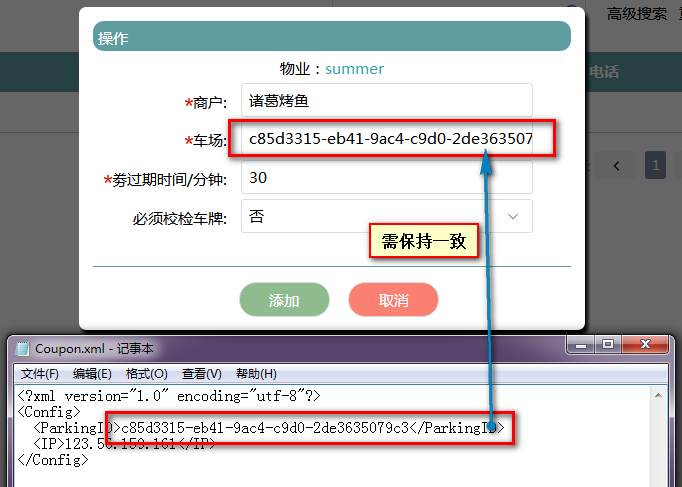 高级搜索
操作
物业：summer
电话
*商户: 诸葛烤鱼
*车场: c85d3315-eb41-9ac4-c9d0-2de363507
1
*券过期时间/分钟: 30
必须校检车牌: 否
需保持一致
添加 取消
Coupon.xml - 记事本
文件(F) 编辑(E) 格式(O) 查看(V) 帮助(H)
<?xml version="1.0" encoding="utf-8"?>
<Config>
<ParkingID>c85d3315-eb41-9ac4-c9d0-2de3635079c3</ParkingID>
<IP>123.56.159.161</IP>
</Config>